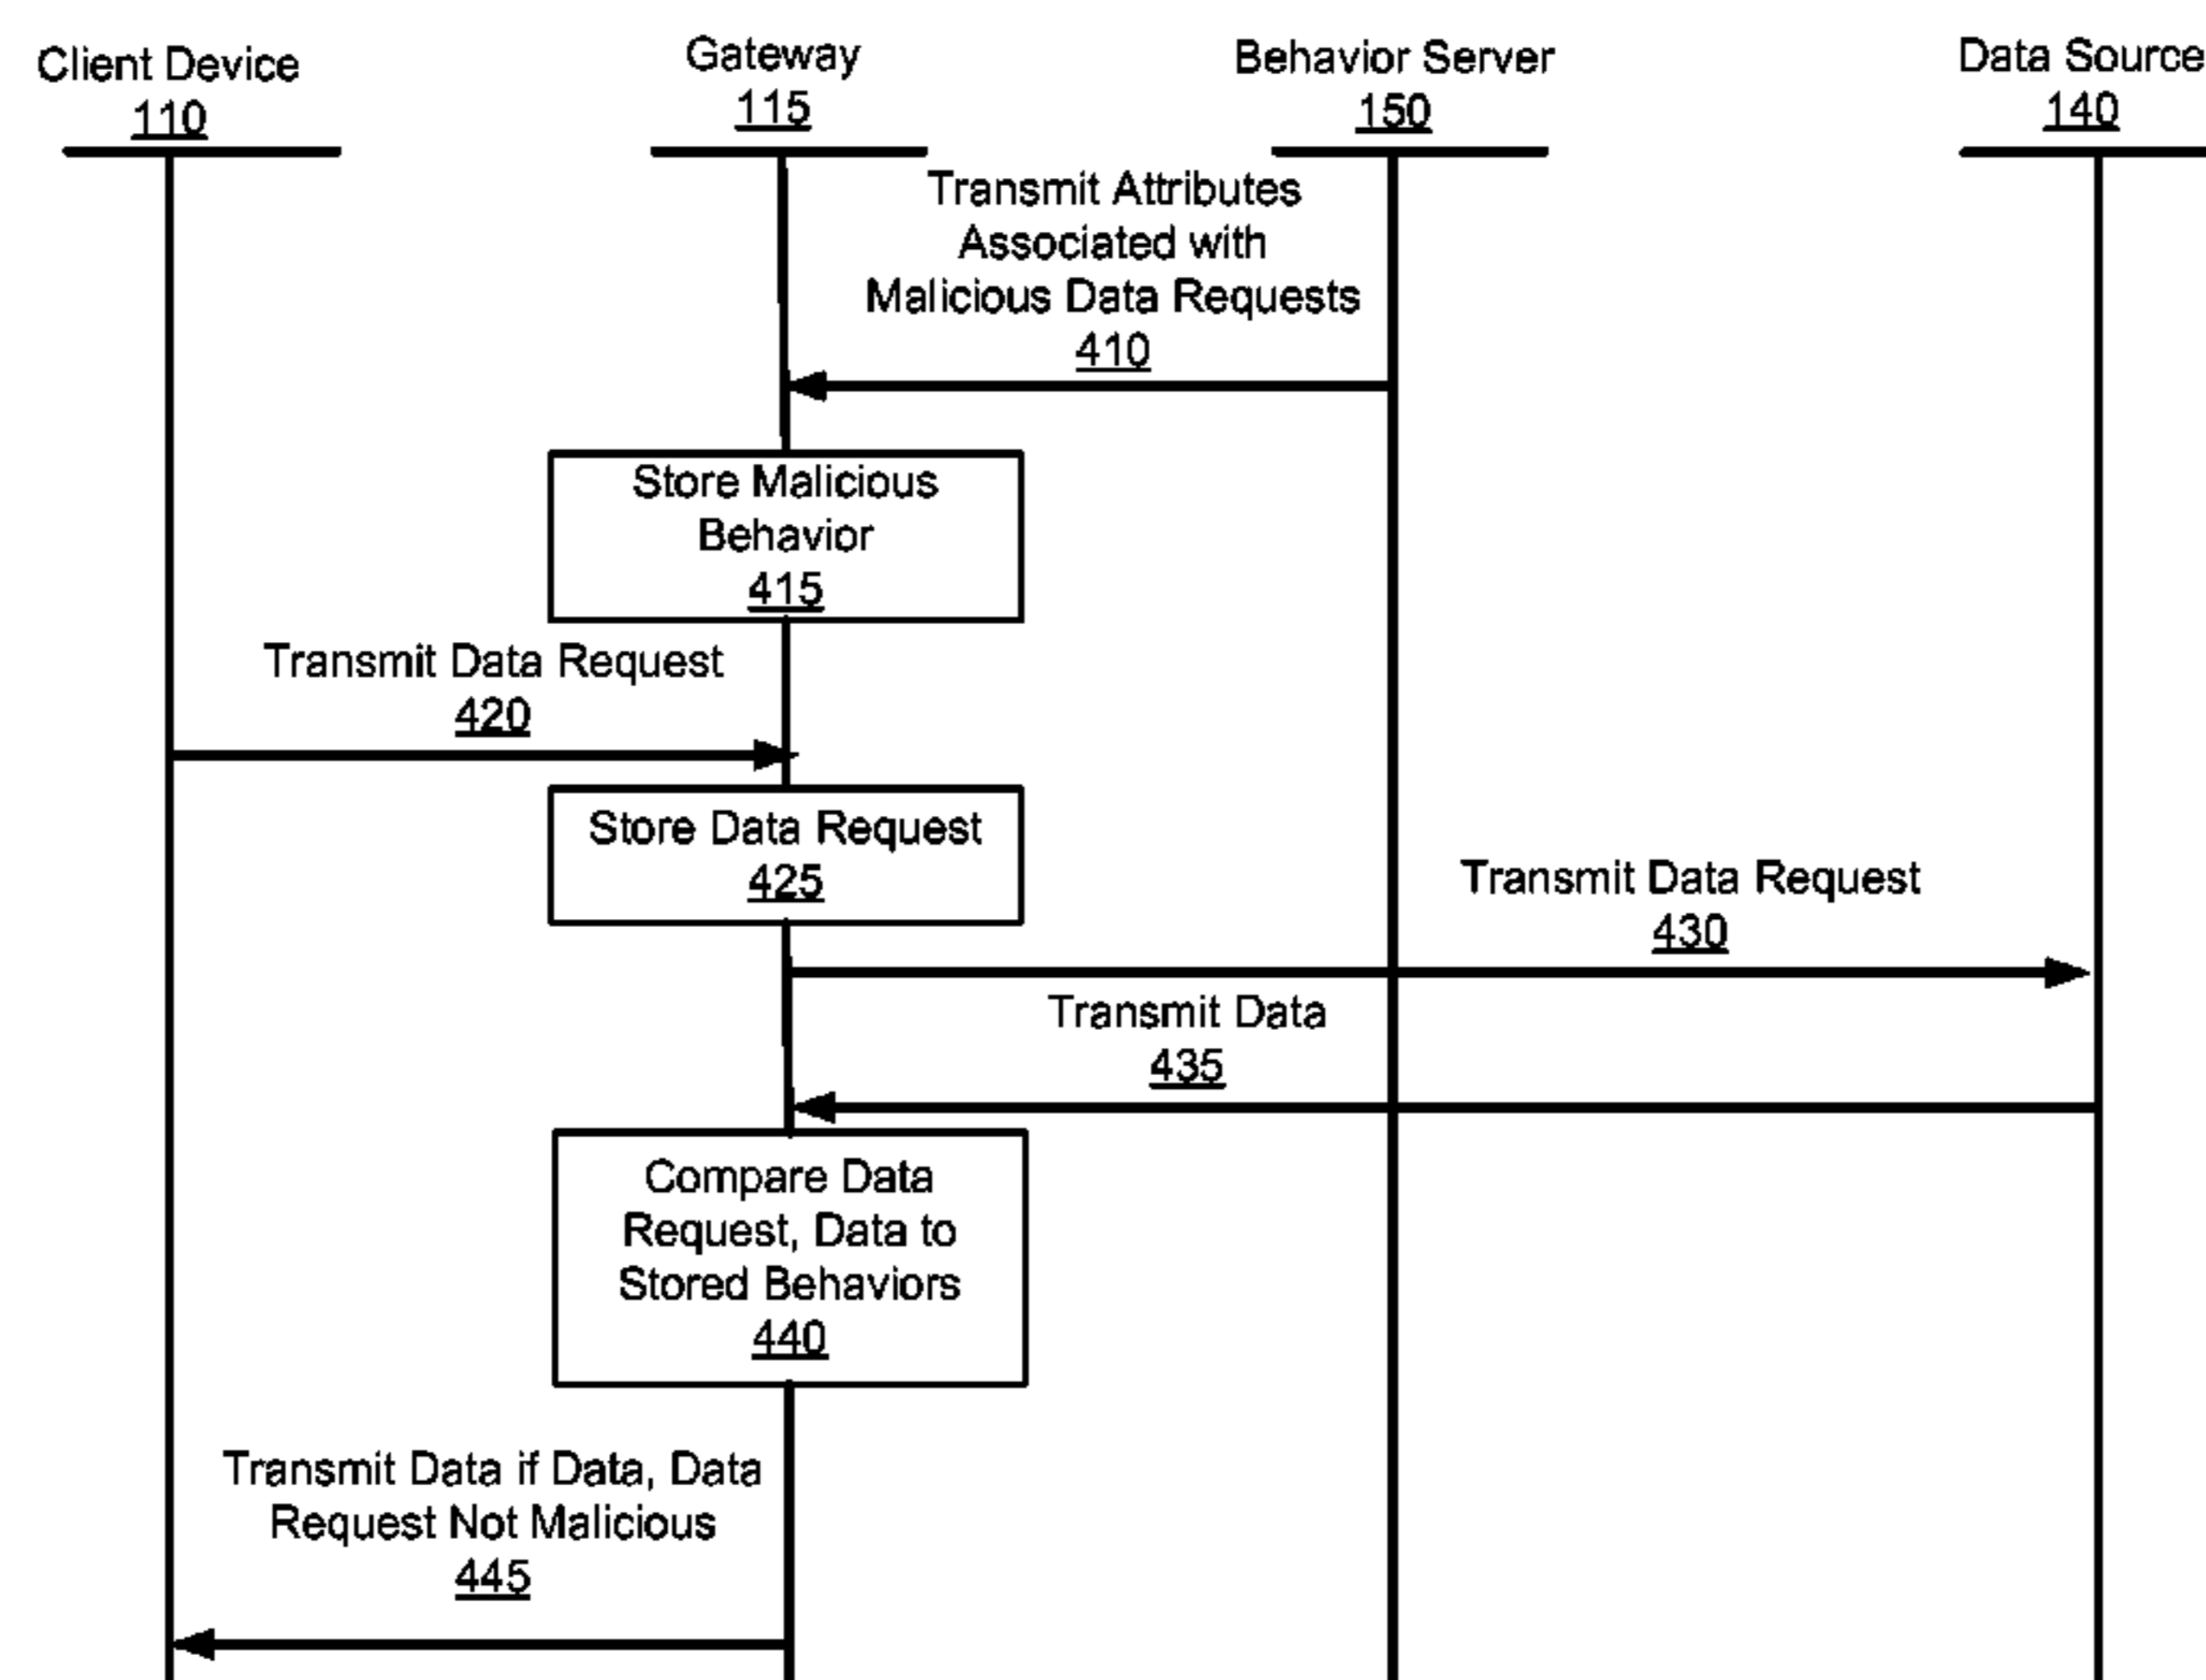 Client Device
110
Gateway
115
Behavior Server
150
Data Source
140
Transmit Attributes
Associated with
Malicious Data Requests
410
Store Malicious
Behavior
415
Transmit Data Request
420
Store Data Request
425
Transmit Data Request
430
Transmit Data
435
Compare Data
Request, Data to
Stored Behaviors
440
Transmit Data if Data, Data
Request Not Malicious
445